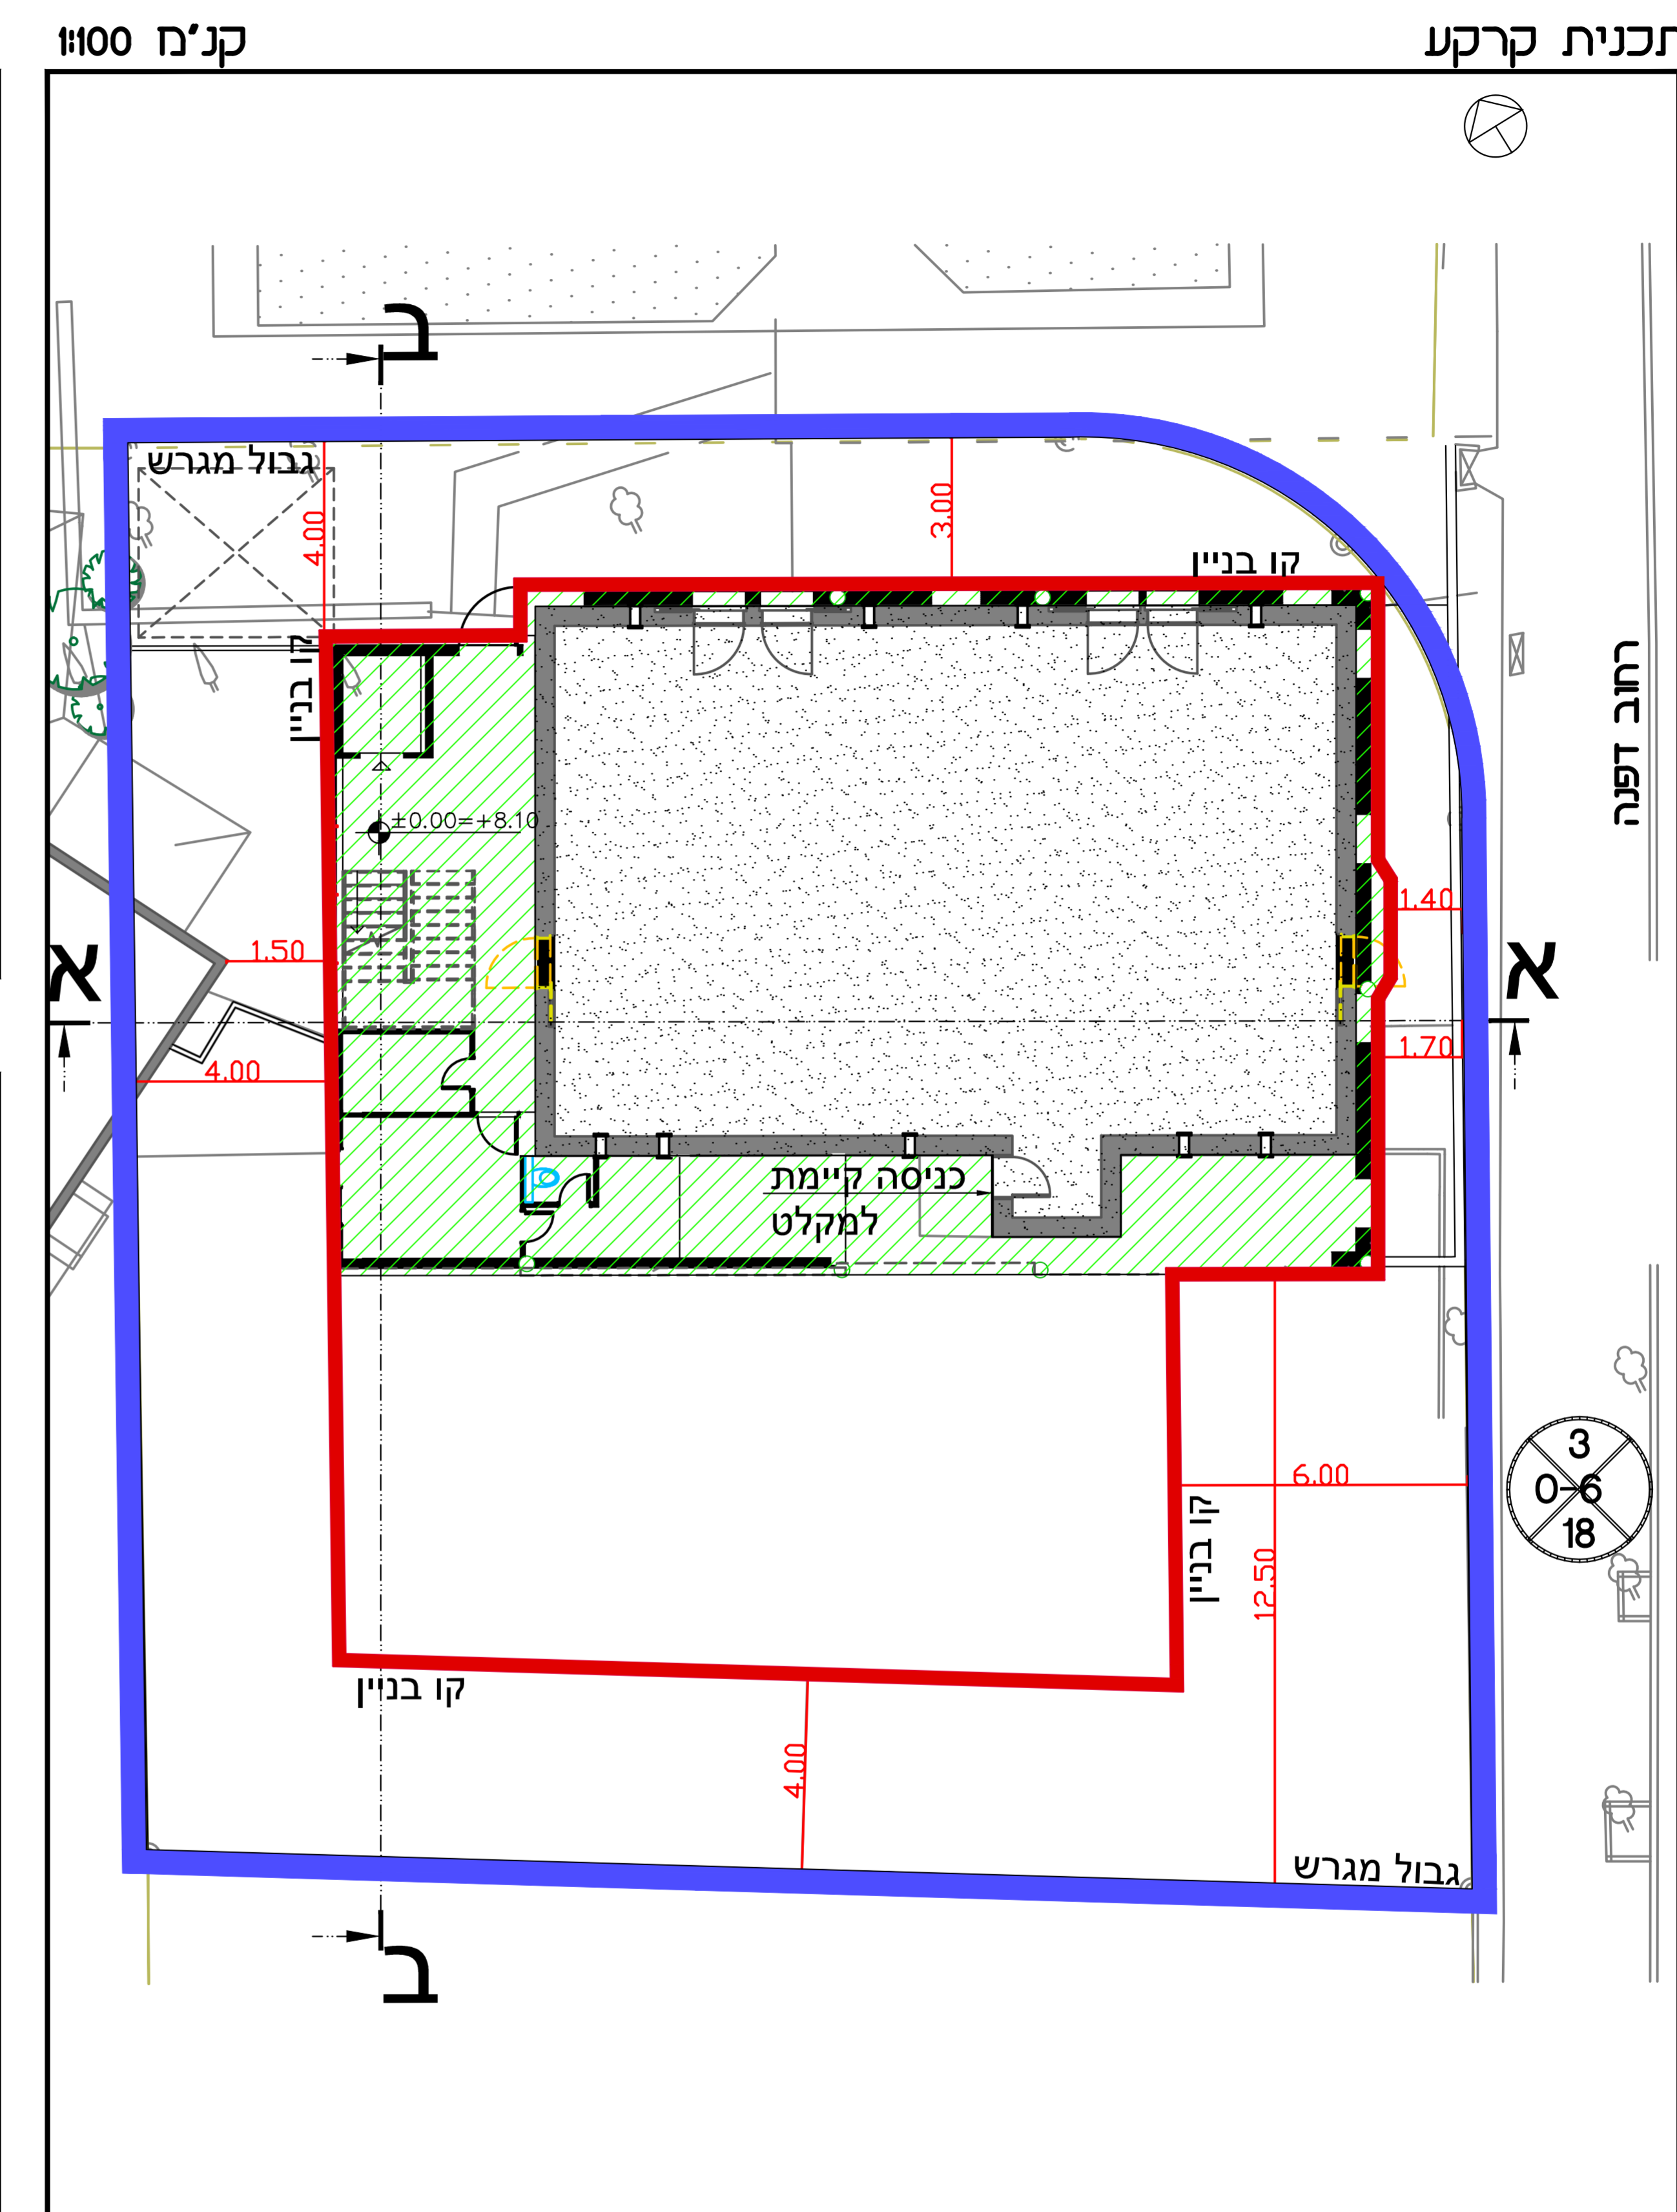 תכנית קרקע
קנ'מ 1:100
ב
גבול מגרש
4.00
3.00
קו בניין
קו בניין
רחוב דפנה
±0.00=+8.10
1.40
1.50
א
א
1.70
4.00
כניסה קיימת
למקלט
6.00
קו בניין
12.50
3
0-6
18
קו בניין
4.00
גבול מגרש
ב